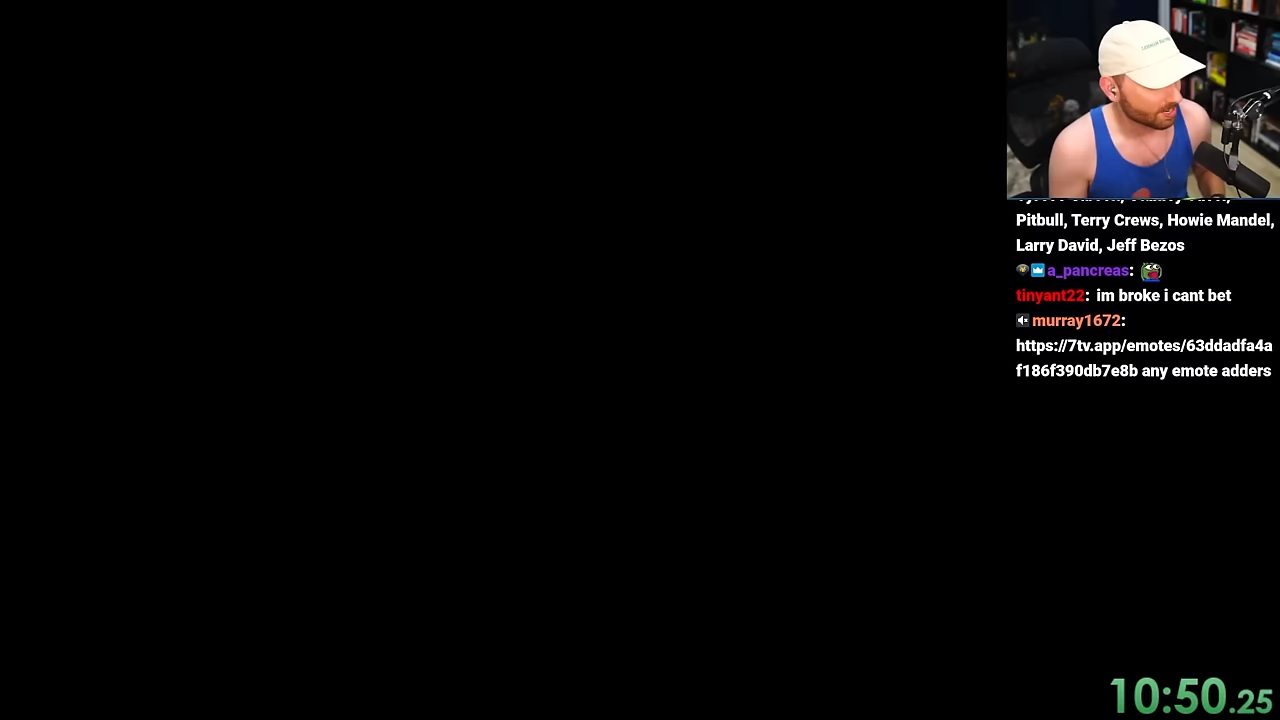 Pitbull, Terry Crews, Howie Mandel,
Larry David, Jeff Bezos
a_pancreas:
tinyant22: im broke i cant bet
murray1672:
https://7tv.app/emotes/63ddadfa4a
f186f390db7e8b any emote adders
10:50.25